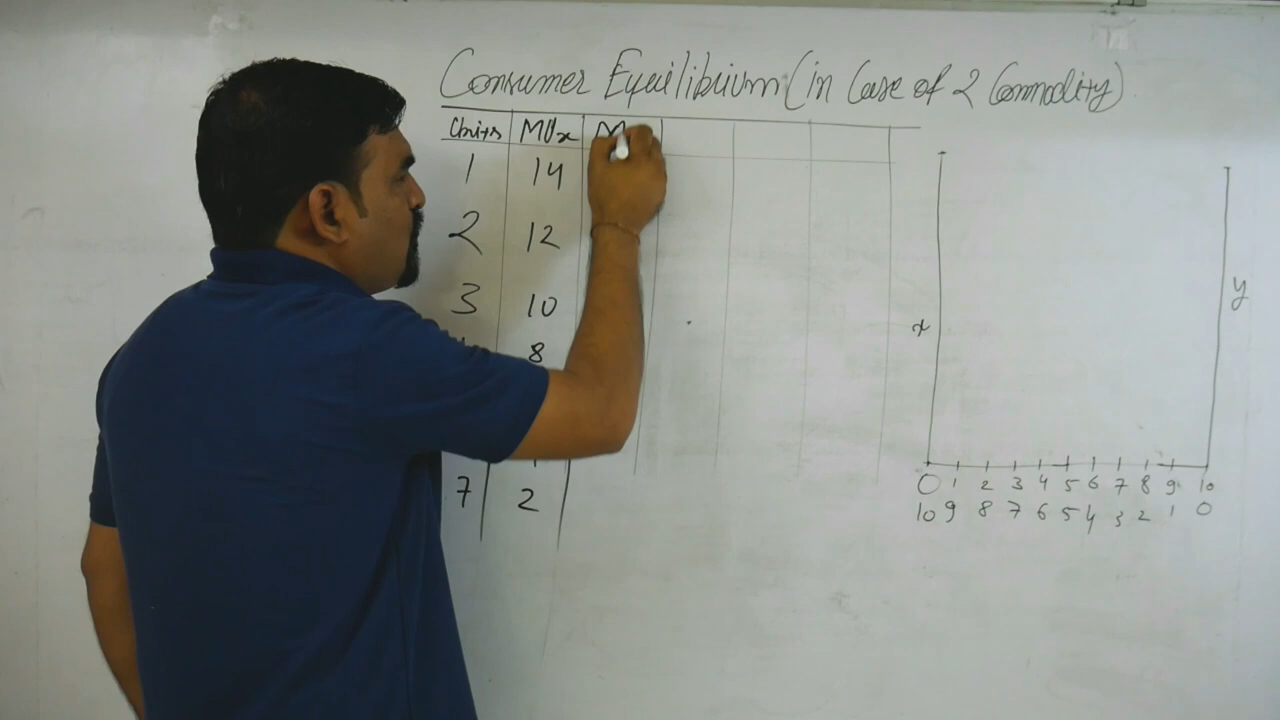 Consumer Equilibrium (in Case of 2 Commodity)
Units MUx M
1 14
2 12
3 10
8
7 2
x
y
0 1 2 3 4 5 6 7 8 9 10
10 9 8 7 6 5 4 3 2 1 0